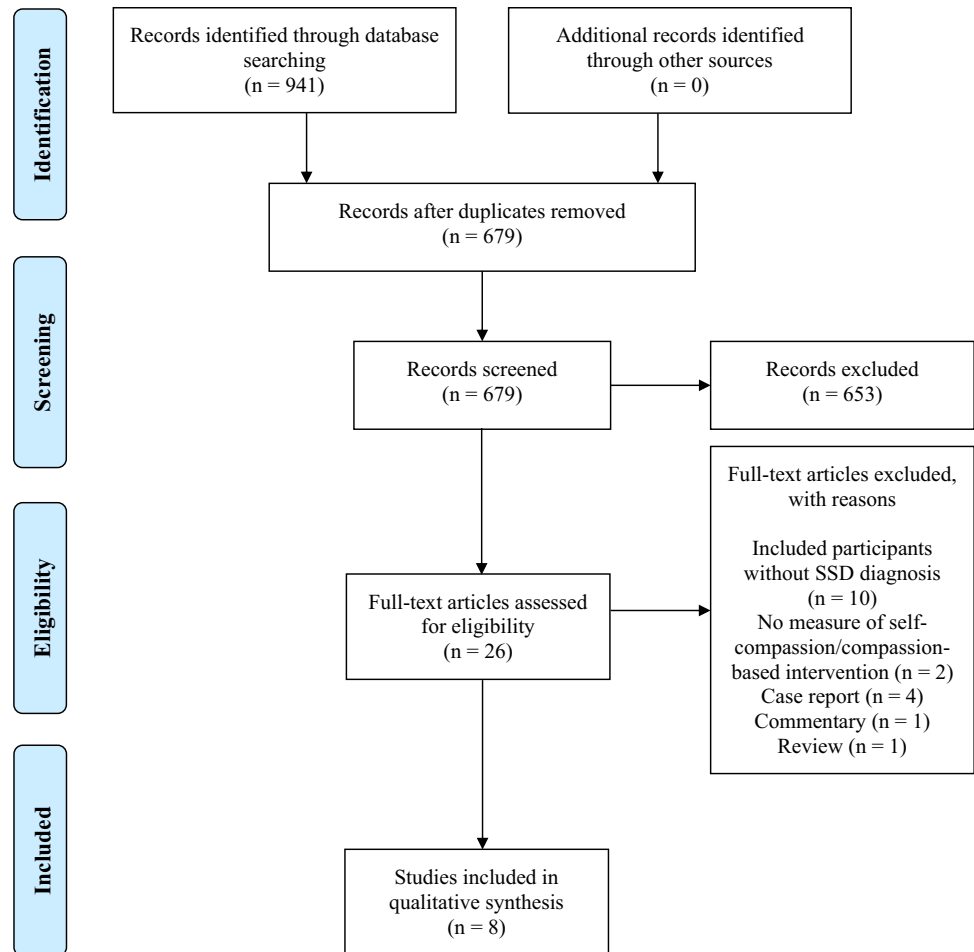 Identification
Records identified through database
searching
(n = 941)
Additional records identified
through other sources
(n = 0)
Records after duplicates removed
(n = 679)
Screening
Records screened
(n = 679)
Records excluded
(n = 653)
Eligibility
Full-text articles assessed
for eligibility
(n = 26)
Full-text articles excluded,
with reasons
Included participants
without SSD diagnosis
(n = 10)
No measure of self-
compassion/compassion-
based intervention (n = 2)
Case report (n = 4)
Commentary (n = 1)
Review (n = 1)
Included
Studies included in
qualitative synthesis
(n = 8)